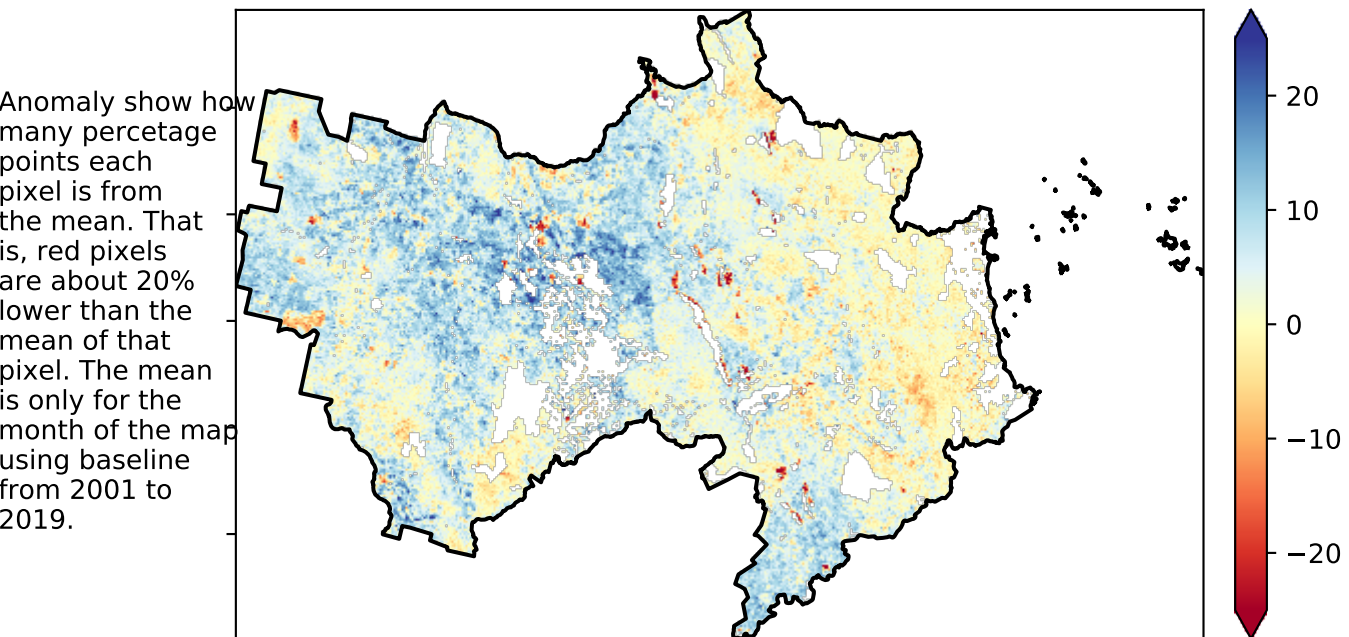 Anomaly show how
many percetage
points each
pixel is from
the mean. That
is, red pixels
are about 20%
lower than the
mean of that
pixel. The mean
is only for the
month of the map
using baseline
from 2001 to
2019.
20
10
0
−10
−20